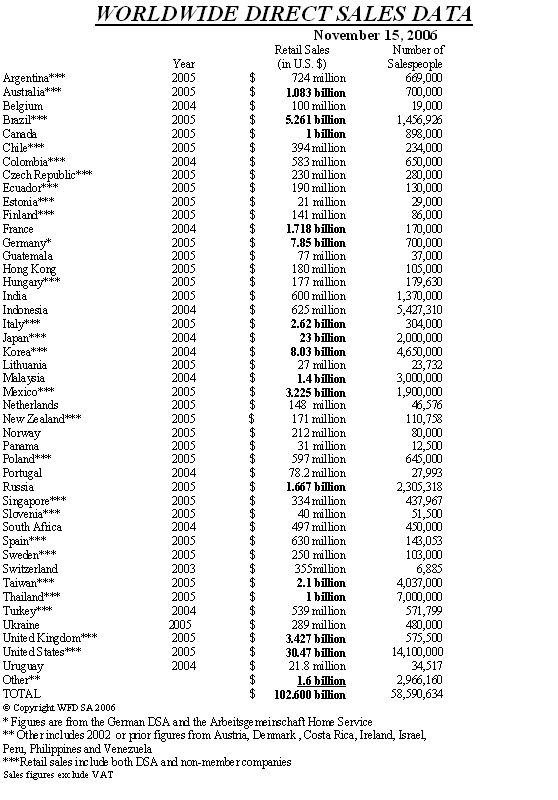 WORLDWIDE DIRECT SALES DATA
November 15, 2006
Retail Sales Number of
Year (in U.S. $) Salespeople
Argentina*** 2005 $ 724 million 669,000
Australia*** 2005 $ 1.083 billion 700,000
Belgium 2004 $ 100 million 19,000
Brazil*** 2005 $ 5.261 billion 1,456,926
Canada 2005 $ 1 billion 898,000
Chile*** 2005 $ 394 million 234,000
Colombia*** 2004 $ 583 million 650,000
Czech Republic*** 2005 $ 230 million 280,000
Ecuador*** 2005 $ 190 million 130,000
Estonia*** 2005 $ 21 million 29,000
Finland*** 2005 $ 141 million 86,000
France 2004 $ 1.718 billion 170,000
Germany* 2005 $ 7.85 billion 700,000
Guatemala 2005 $ 77 million 37,000
Hong Kong 2005 $ 180 million 105,000
Hungary*** 2005 $ 177 million 179,630
India 2005 $ 600 million 1,370,000
Indonesia 2004 $ 625 million 5,427,310
Italy*** 2005 $ 2.62 billion 304,000
Japan*** 2004 $ 23 billion 2,000,000
Korea*** 2004 $ 8.03 billion 4,650,000
Lithuania 2005 $ 27 million 23,732
Malaysia 2004 $ 1.4 billion 3,000,000
Mexico*** 2005 $ 3.225 billion 1,900,000
Netherlands 2005 $ 148 million 46,576
New Zealand*** 2005 $ 171 million 110,758
Norway 2005 $ 212 million 80,000
Panama 2005 $ 31 million 12,500
Poland*** 2005 $ 597 million 645,000
Portugal 2004 $ 78.2 million 27,993
Russia 2005 $ 1.667 billion 2,305,318
Singapore*** 2005 $ 334 million 437,967
Slovenia*** 2005 $ 40 million 51,500
South Africa 2004 $ 497 million 450,000
Spain*** 2005 $ 630 million 143,053
Sweden*** 2005 $ 250 million 103,000
Switzerland 2003 $ 355million 6,885
Taiwan*** 2005 $ 2.1 billion 4,037,000
Thailand*** 2005 $ 1 billion 7,000,000
Turkey*** 2004 $ 539 million 571,799
Ukraine 2005 $ 289 million 480,000
United Kingdom*** 2005 $ 3.427 billion 575,500
United States*** 2005 $ 30.47 billion 14,100,000
Uruguay 2004 $ 21.8 million 34,517
Other** $ 1.6 billion 2,966,160
TOTAL $ 102.600 billion 58,590,634
© Copyright WFDSA 2006
* Figures are from the German DSA and the Arbeitsgemeinschaft Home Service
** Other includes 2002 or prior figures from Austria, Denmark , Costa Rica, Ireland, Israel,
Peru, Philippines and Venezuela
***Retail sales include both DSA and non-member companies
Sales figures exclude VAT